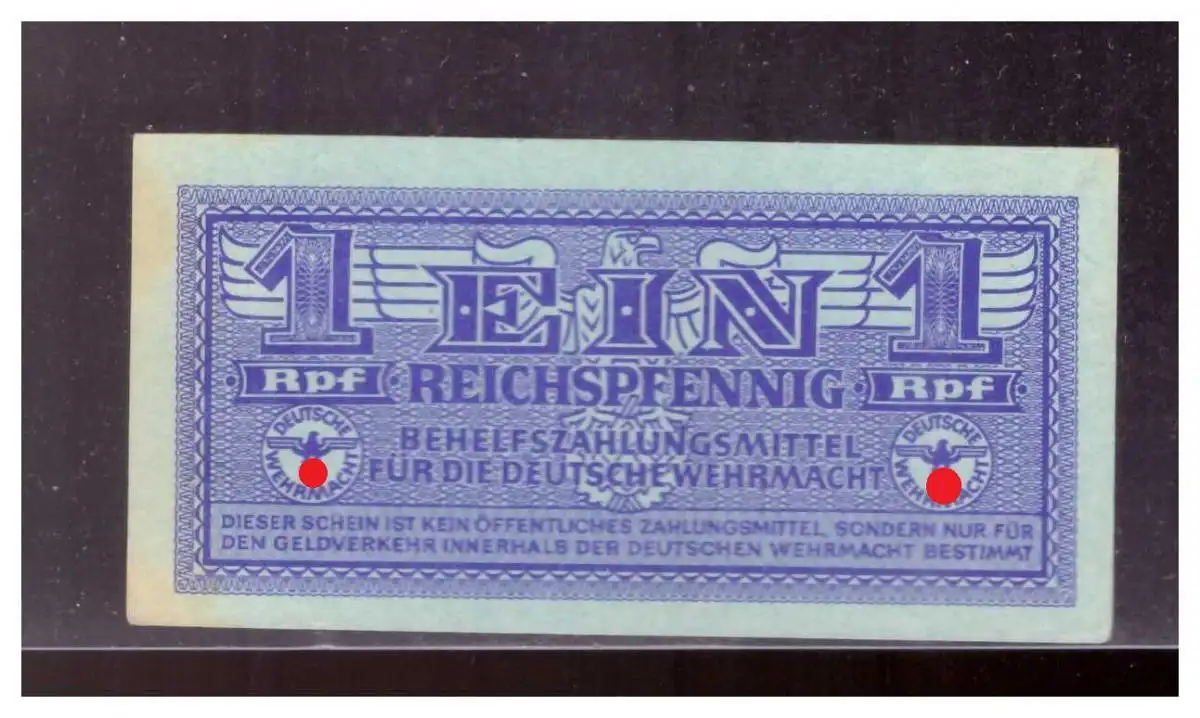 1 EIN 1
Rpf REICHSPFENNIG Rpf
DEUTSCHE WEHRMACHT
BEHELFSZAHLUNGSMITTEL
FÜR DIE DEUTSCHE WEHRMACHT
DEUTSCHE WEHRMACHT
DIESER SCHEIN IST KEIN ÖFFENTLICHES ZAHLUNGSMITTEL, SONDERN NUR FÜR
DEN GELDVERKEHR INNERHALB DER DEUTSCHEN WEHRMACHT BESTIMMT